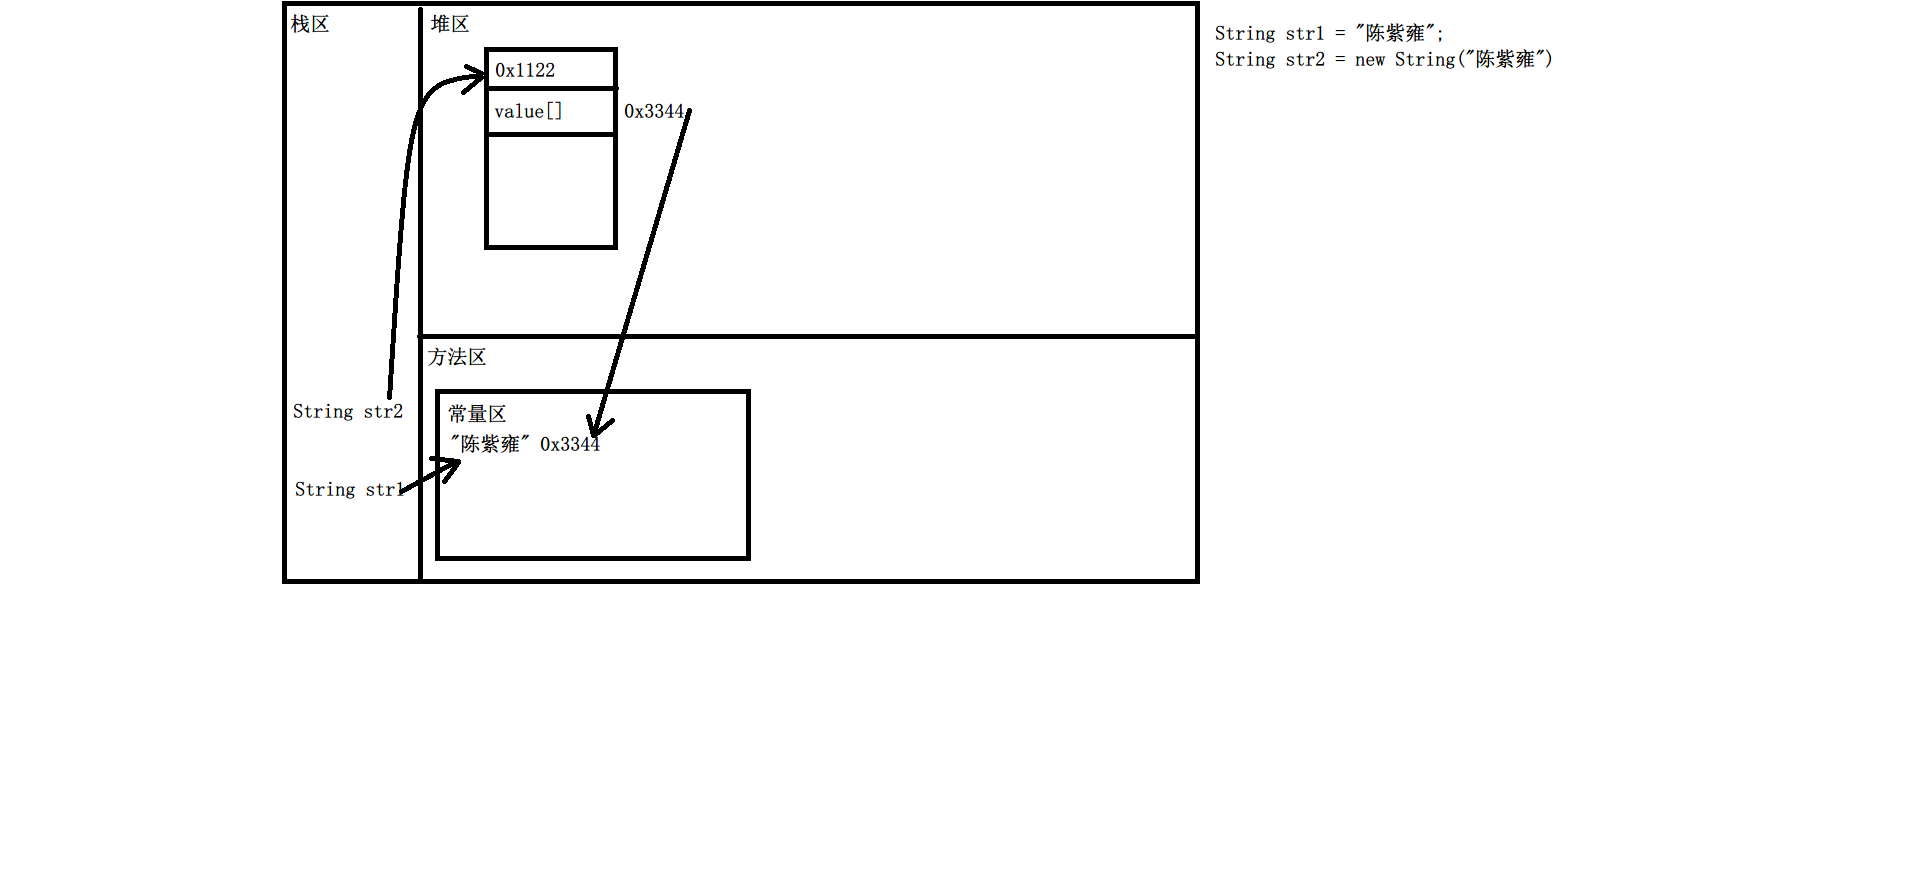 栈区
堆区
0x1122
value[]
0x3344
方法区
String str2
常量区
"陈紫雍" 0x3344
String str1
String str1 = "陈紫雍";
String str2 = new String("陈紫雍")